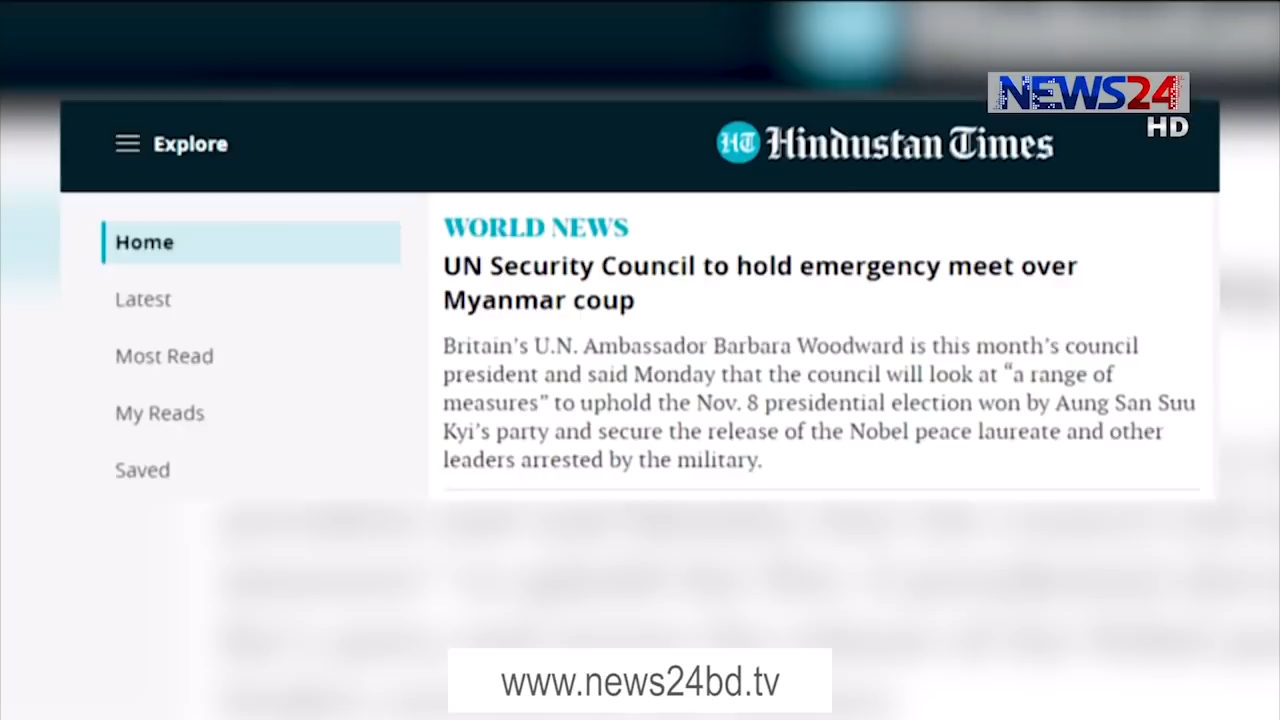 NEWS24
HD
Explore
HT Hindustan Times
Home
Latest
Most Read
My Reads
Saved
WORLD NEWS
UN Security Council to hold emergency meet over
Myanmar coup
Britain’s U.N. Ambassador Barbara Woodward is this month’s council
president and said Monday that the council will look at “a range of
measures” to uphold the Nov. 8 presidential election won by Aung San Suu
Kyi’s party and secure the release of the Nobel peace laureate and other
leaders arrested by the military.
www.news24bd.tv